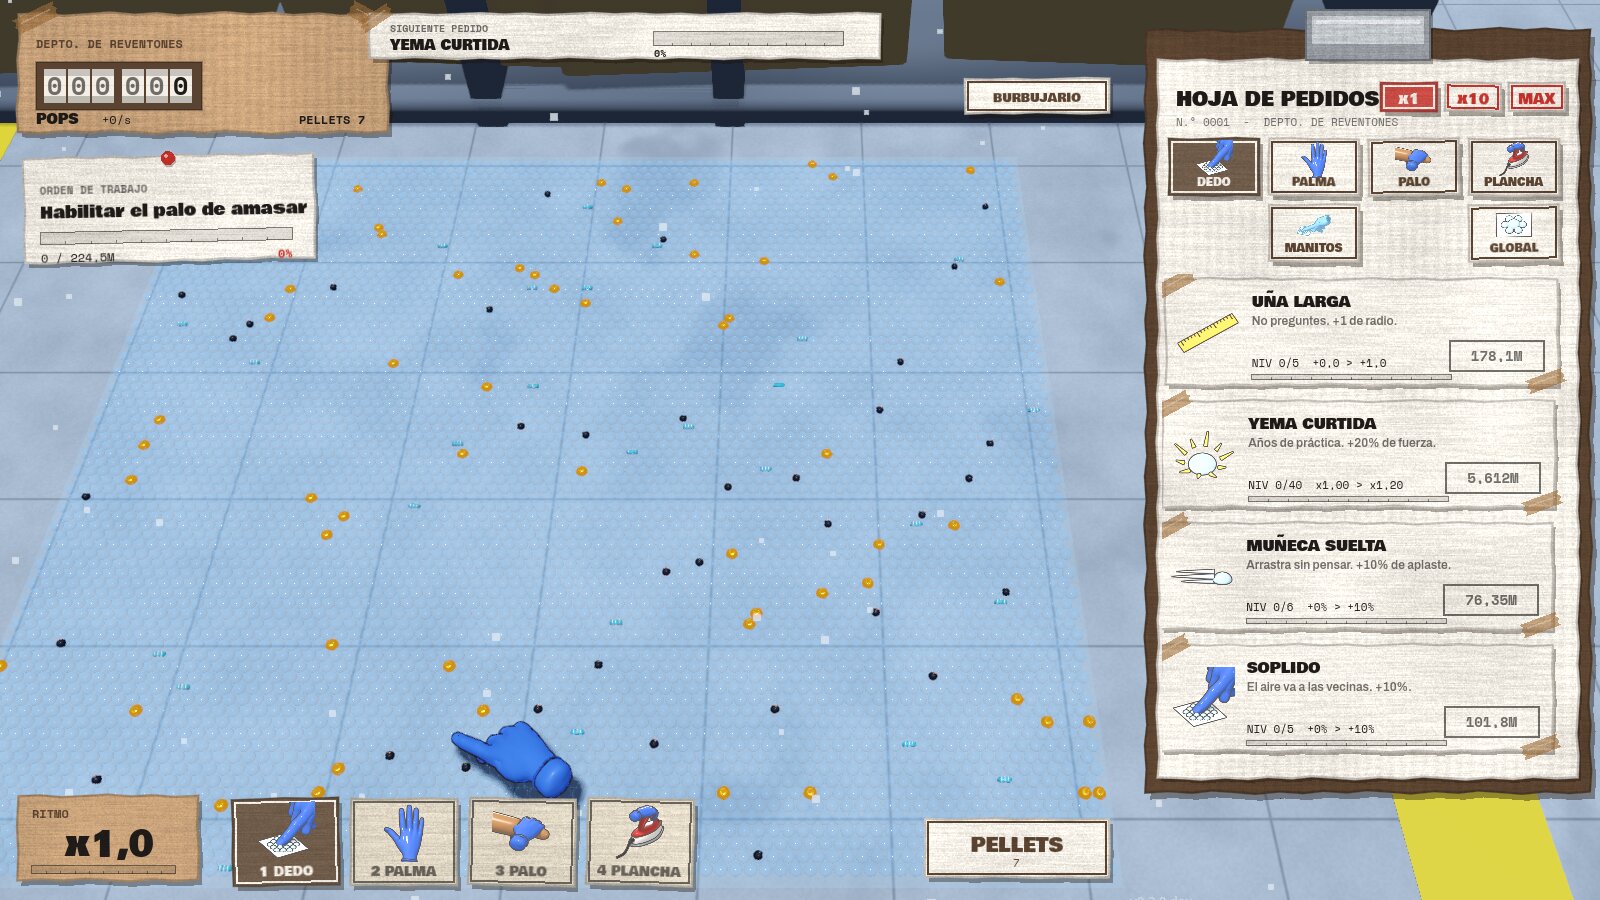 DEPTO. DE REVENTONES
000 000
POPS +0/s PELLETS 7
SIGUIENTE PEDIDO
YEMA CURTIDA
0%
BURBUJARIO
ORDEN DE TRABAJO
Habilitar el palo de amasar
0 / 224,5M 0%
HOJA DE PEDIDOS x1 x10 MAX
N.° 0001 - DEPTO. DE REVENTONES
DEDO PALMA PALO PLANCHA
MANITOS GLOBAL
UÑA LARGA
No preguntes. +1 de radio.
NIV 0/5 +0,0 > +1,0
178,1M
YEMA CURTIDA
Años de práctica. +20% de fuerza.
NIV 0/40 x1,00 > x1,20
5,612M
MUÑECA SUELTA
Arrastra sin pensar. +10% de aplaste.
NIV 0/6 +0% > +10%
76,35M
SOPLIDO
El aire va a las vecinas. +10%.
NIV 0/5 +0% > +10%
101,8M
RITMO
x1,0
1 DEDO 2 PALMA 3 PALO 4 PLANCHA
PELLETS
7